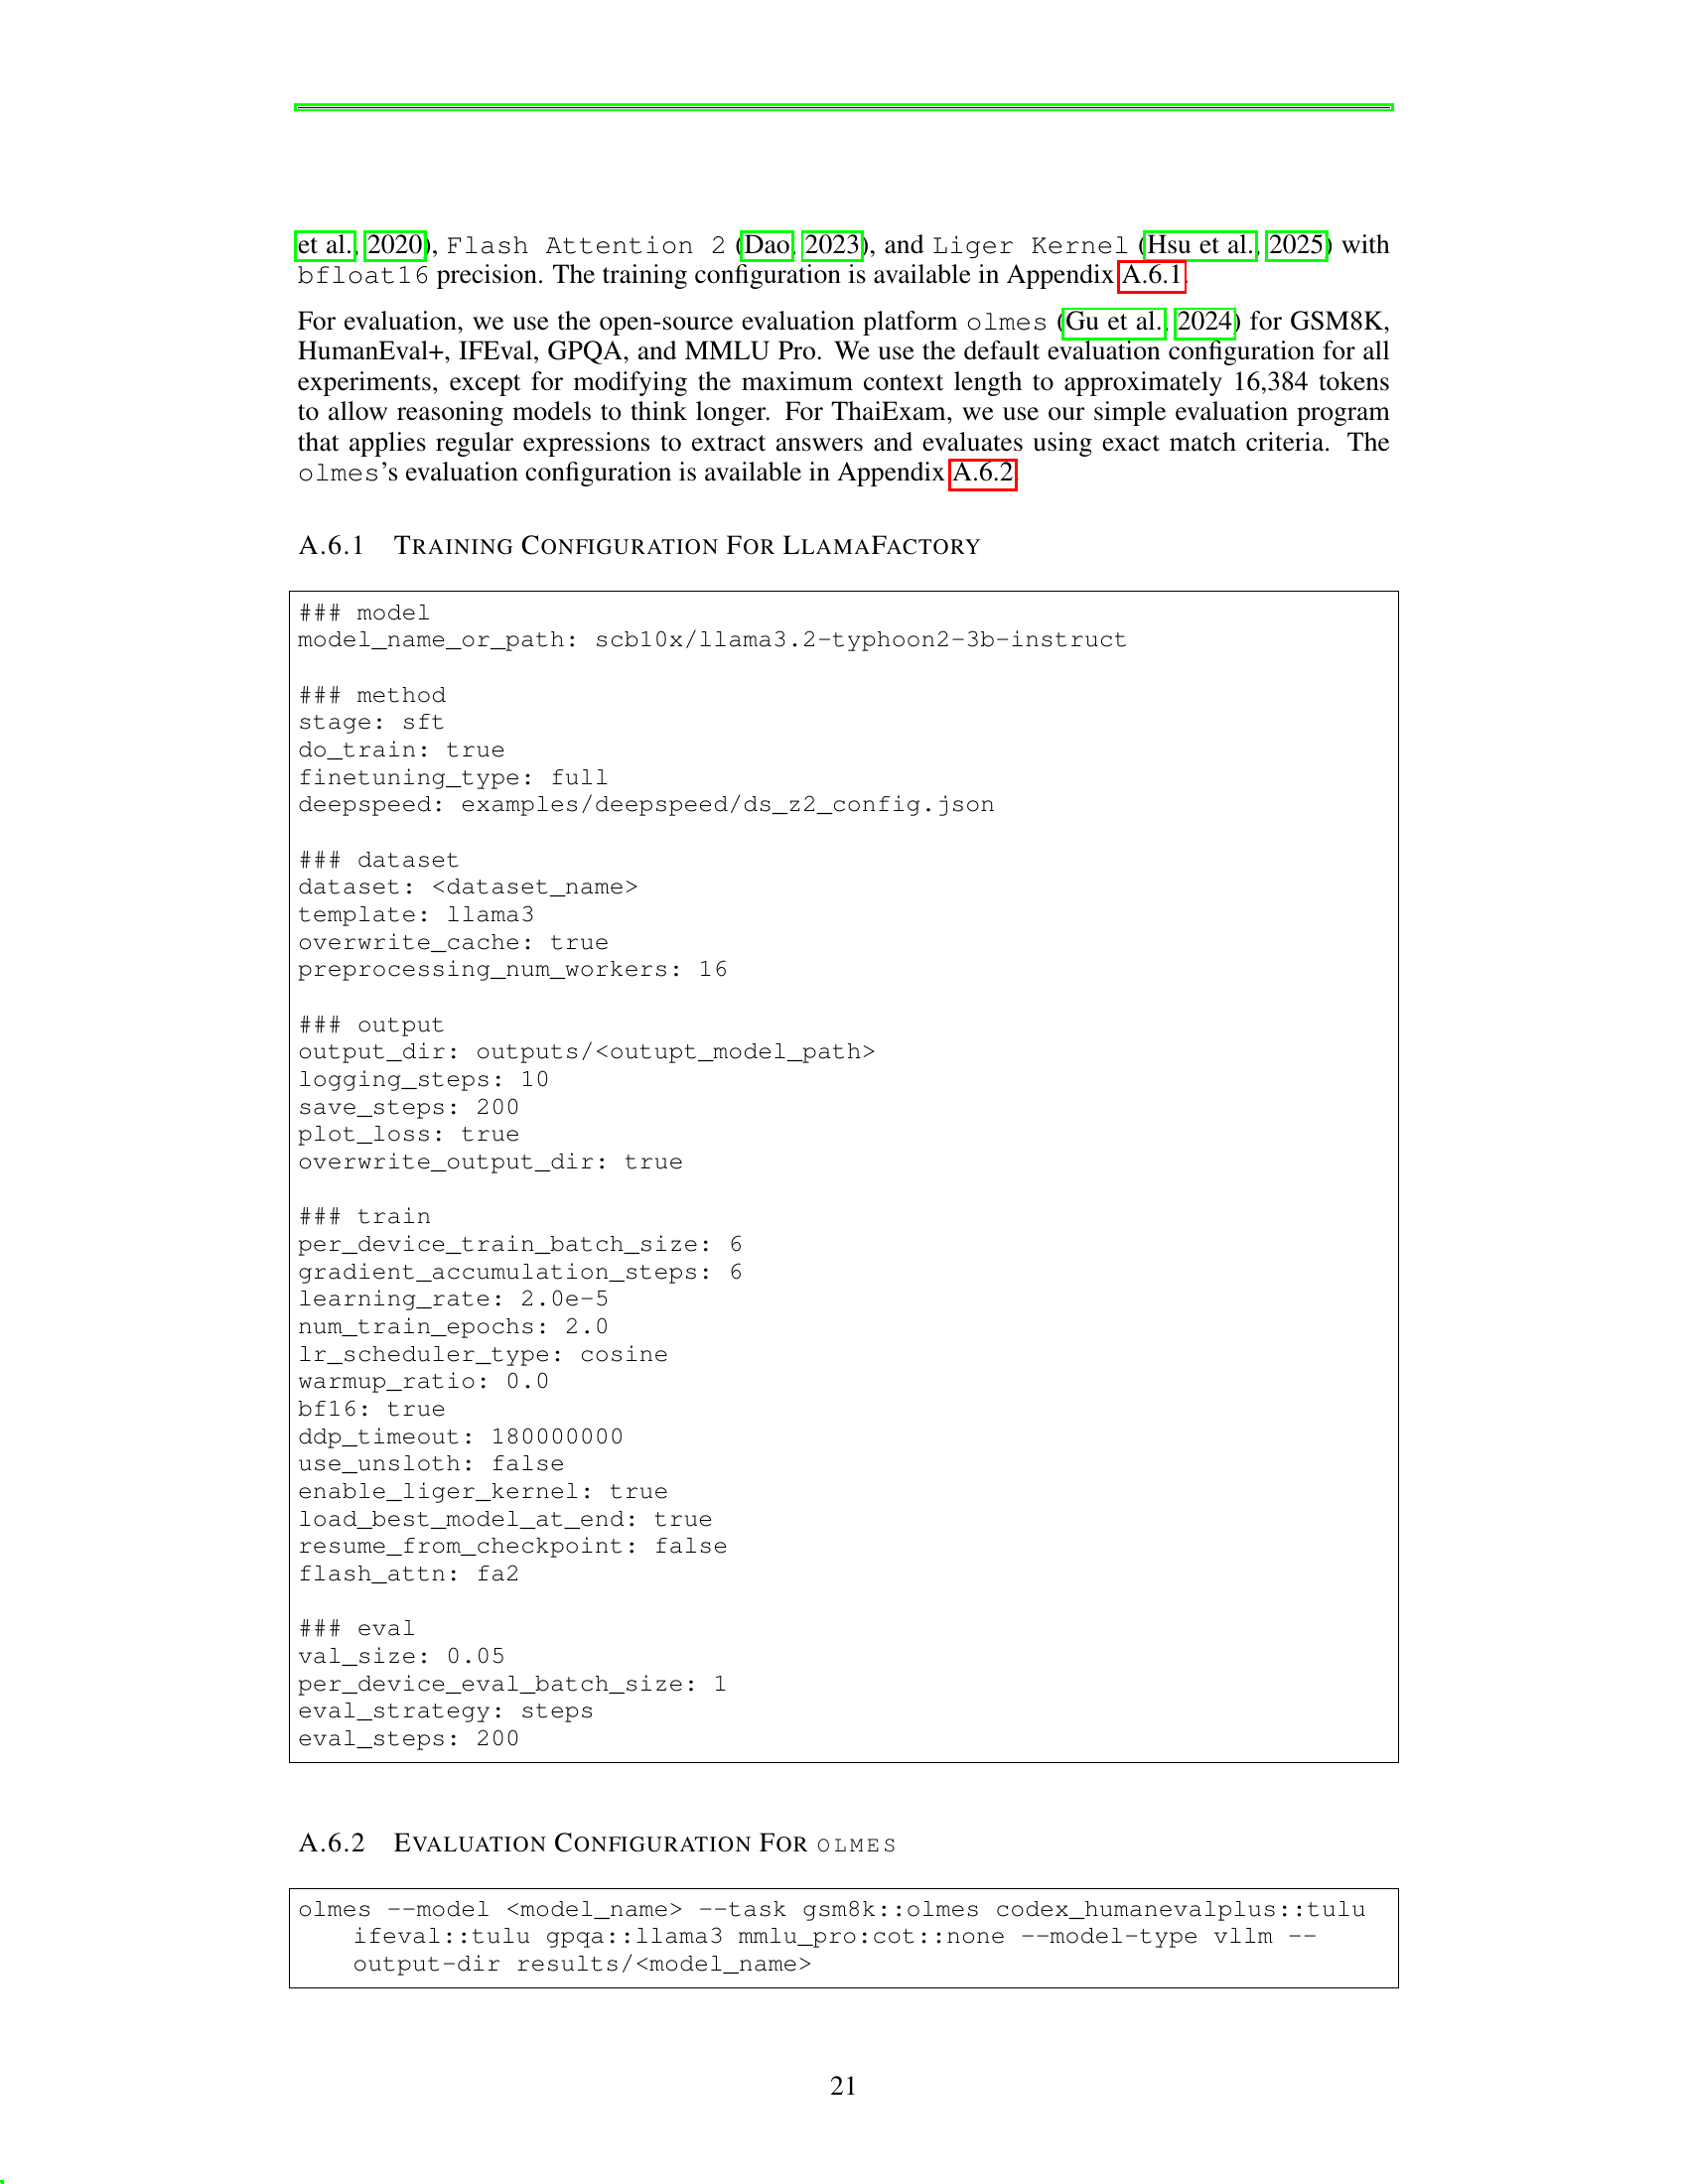 et al., 2020), Flash Attention 2 (Dao, 2023), and Liger Kernel (Hsu et al., 2025) with
bfloat16 precision. The training configuration is available in Appendix A.6.1.
For evaluation, we use the open-source evaluation platform olmes (Gu et al., 2024) for GSM8K,
HumanEval+, IFEval, GPQA, and MMLU Pro. We use the default evaluation configuration for all
experiments, except for modifying the maximum context length to approximately 16,384 tokens
to allow reasoning models to think longer. For ThaiExam, we use our simple evaluation program
that applies regular expressions to extract answers and evaluates using exact match criteria. The
olmes's evaluation configuration is available in Appendix A.6.2.
A.6.1 TRAINING CONFIGURATION FOR LLAMAFACTORY
### model
model_name_or_path: scb10x/llama3.2-typhoon2-3b-instruct
### method
stage: sft
do_train: true
finetuning_type: full
deepspeed: examples/deepspeed/ds_z2_config.json
### dataset
dataset: <dataset_name>
template: llama3
overwrite_cache: true
preprocessing_num_workers: 16
### output
output_dir: outputs/<outupt_model_path>
logging_steps: 10
save_steps: 200
plot_loss: true
overwrite_output_dir: true
### train
per_device_train_batch_size: 6
gradient_accumulation_steps: 6
learning_rate: 2.0e-5
num_train_epochs: 2.0
lr_scheduler_type: cosine
warmup_ratio: 0.0
bf16: true
ddp_timeout: 180000000
use_unsloth: false
enable_liger_kernel: true
load_best_model_at_end: true
resume_from_checkpoint: false
flash_attn: fa2
### eval
val_size: 0.05
per_device_eval_batch_size: 1
eval_strategy: steps
eval_steps: 200
A.6.2 EVALUATION CONFIGURATION FOR OLMES
olmes --model <model_name> --task gsm8k::olmes codex_humanevalplus::tulu
ifeval::tulu gpqa::llama3 mmlu_pro:cot::none --model-type vllm --
output-dir results/<model_name>
21